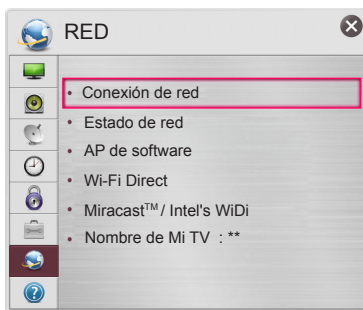 RED
• Conexión de red
• Estado de red
• AP de software
• Wi-Fi Direct
• Miracast™ / Intel's WiDi
• Nombre de Mi TV : **
?